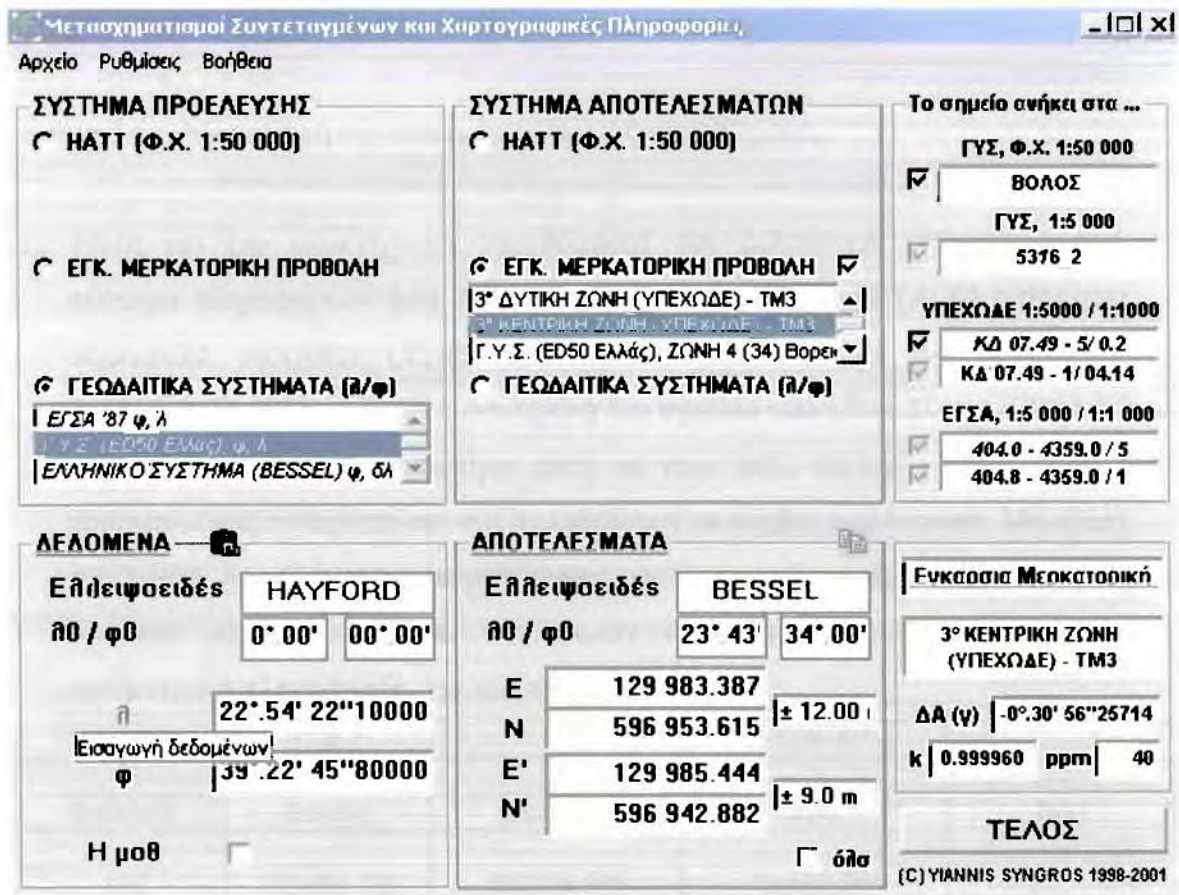 Μετασχηματισμοί Συντεταγμένων και Χαρτογραφικές Πληροφορίες
Αρχείο Ρυθμίσεις Βοήθεια
ΣΥΣΤΗΜΑ ΠΡΟΕΛΕΥΣΗΣ
ΗΑΤΤ (Φ.Χ. 1:50 000)
ΕΓΚ. ΜΕΡΚΑΤΟΡΙΚΗ ΠΡΟΒΟΛΗ
ΓΕΩΔΑΙΤΙΚΑ ΣΥΣΤΗΜΑΤΑ (λ/φ)
ΕΓΣΑ '87 φ, λ
Γ.Υ.Σ. (ED50 Ελλάς), φ, λ
ΕΛΛΗΝΙΚΟ ΣΥΣΤΗΜΑ (BESSEL) φ, δλ
ΣΥΣΤΗΜΑ ΑΠΟΤΕΛΕΣΜΑΤΩΝ
ΗΑΤΤ (Φ.Χ. 1:50 000)
ΕΓΚ. ΜΕΡΚΑΤΟΡΙΚΗ ΠΡΟΒΟΛΗ
3° ΔΥΤΙΚΗ ΖΩΝΗ (ΥΠΕΧΩΔΕ) - TM3
3° ΚΕΝΤΡΙΚΗ ΖΩΝΗ (ΥΠΕΧΩΔΕ) - TM3
Γ.Υ.Σ. (ED50 Ελλάς), ΖΩΝΗ 4 (34) Βορει
ΓΕΩΔΑΙΤΙΚΑ ΣΥΣΤΗΜΑΤΑ (λ/φ)
Το σημείο ανήκει στα ...
ΓΥΣ, Φ.Χ. 1:50 000
ΒΟΛΟΣ
ΓΥΣ, 1:5 000
5316 2
ΥΠΕΧΩΔΕ 1:5000 / 1:1000
ΚΔ 07.49 - 5/ 0.2
ΚΔ 07.49 - 1/ 04.14
ΕΓΣΑ, 1:5 000 / 1:1 000
404.0 - 4359.0 / 5
404.8 - 4359.0 / 1
ΔΕΔΟΜΕΝΑ
Ελλειψοειδές HAYFORD
λ0 / φ0 0°.00' 00°.00'
λ 22°.54' 22"10000
Εισαγωγή δεδομένων
φ 39°.22' 45"80000
Η μοθ
ΑΠΟΤΕΛΕΣΜΑΤΑ
Ελλειψοειδές BESSEL
λ0 / φ0 23°.43' 34°.00'
E 129 983.387
N 596 953.615
± 12.00
E' 129 985.444
N' 596 942.882
± 9.0 m
όλα
Εγκάρσια Μερκατορική
3° ΚΕΝΤΡΙΚΗ ΖΩΝΗ
(ΥΠΕΧΩΔΕ) - TM3
ΔΑ (γ) -0°.30' 56"25714
k 0.999960 ppm 40
ΤΕΛΟΣ
(C) YIANNIS SYNGROS 1998-2001